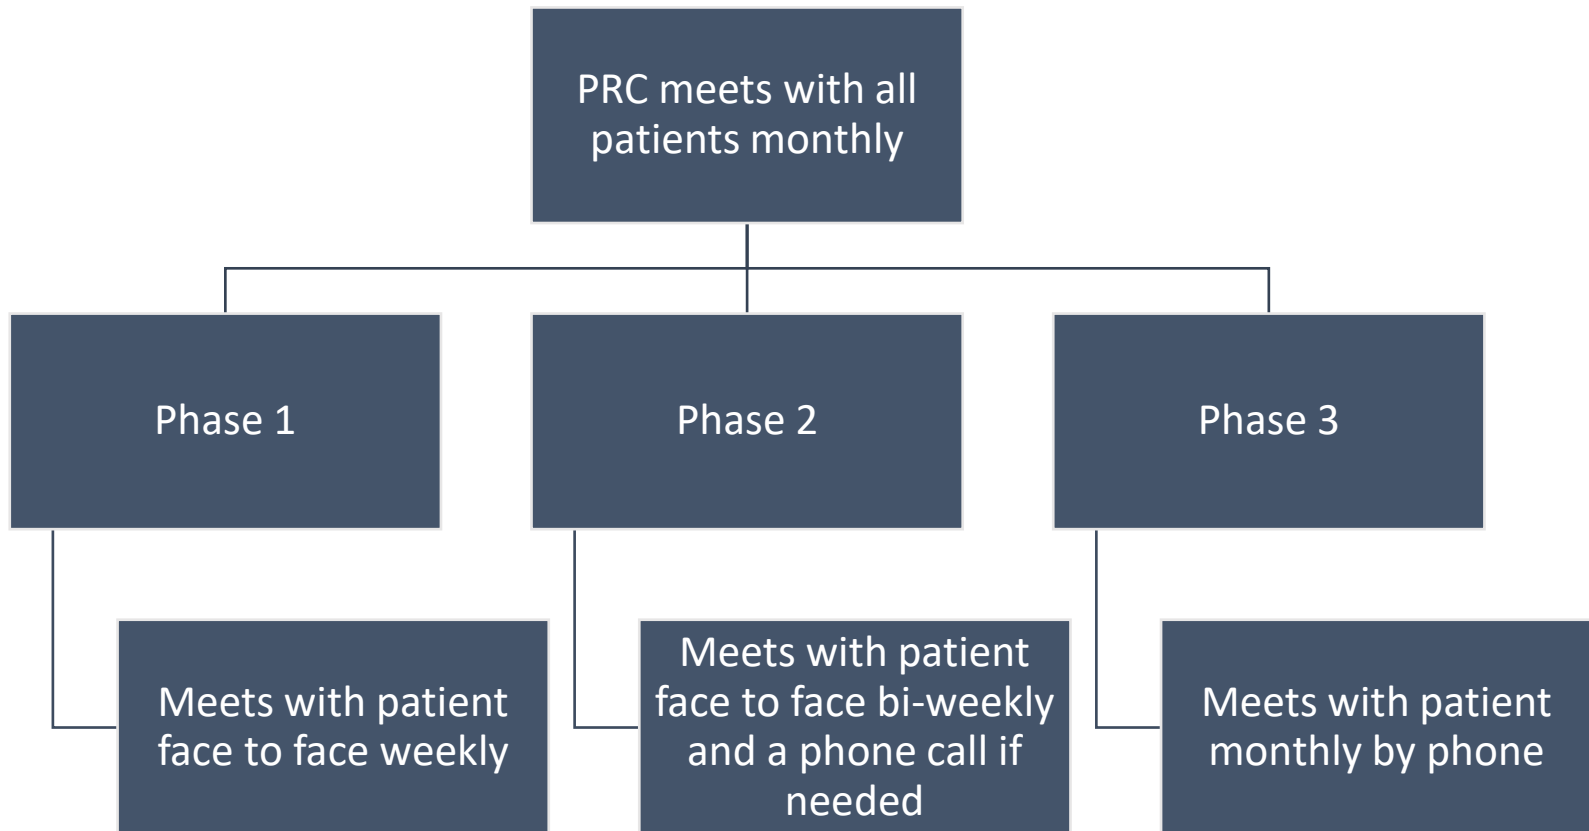 PRC meets with all
patients monthly
Phase 1
Phase 2
Phase 3
Meets with patient
face to face weekly
Meets with patient
face to face bi-weekly
and a phone call if
needed
Meets with patient
monthly by phone